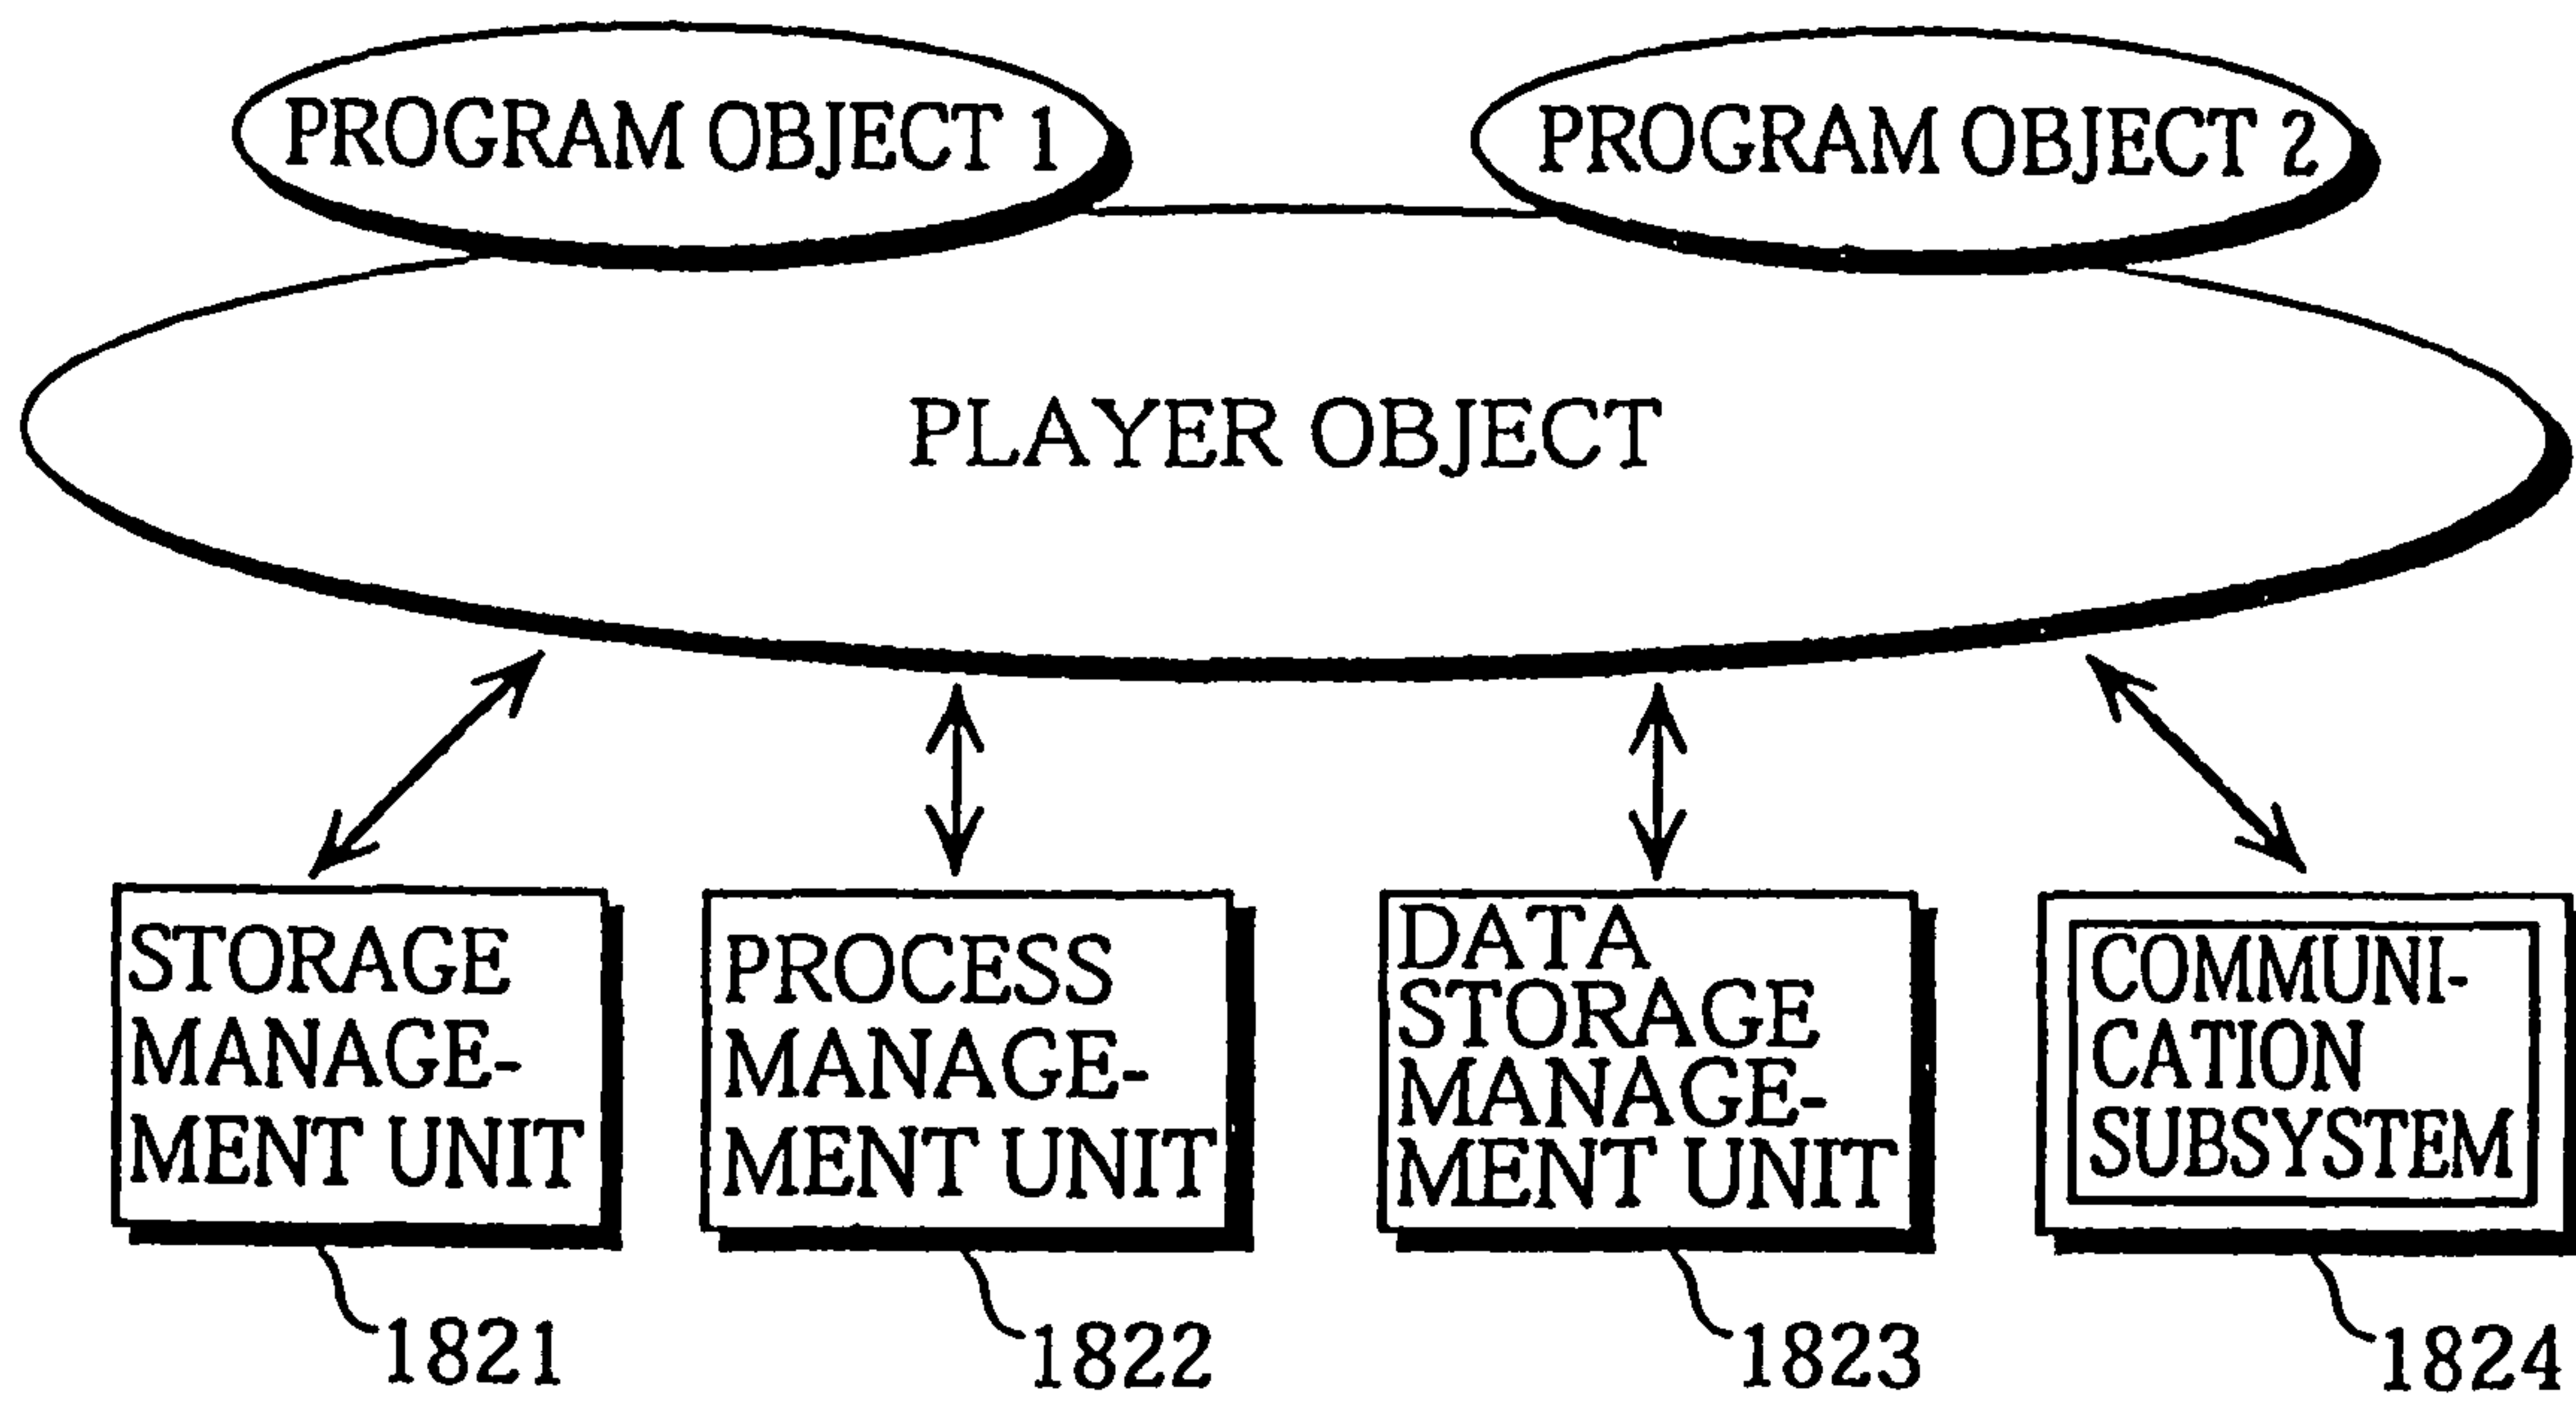 PROGRAM OBJECT 1
PROGRAM OBJECT 2
PLAYER OBJECT
STORAGE
MANAGE-
MENT UNIT
PROCESS
MANAGE-
MENT UNIT
DATA
STORAGE
MANAGE-
MENT UNIT
COMMUNI-
CATION
SUBSYSTEM
1821
1822
1823
1824